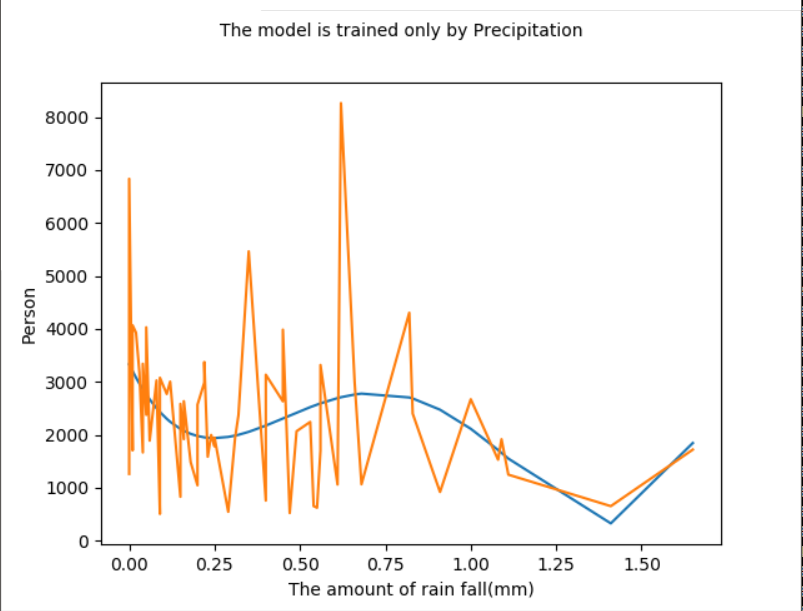 The model is trained only by Precipitation
8000
7000
6000
5000
4000
3000
2000
1000
0
Person
0.00 0.25 0.50 0.75 1.00 1.25 1.50
The amount of rain fall(mm)